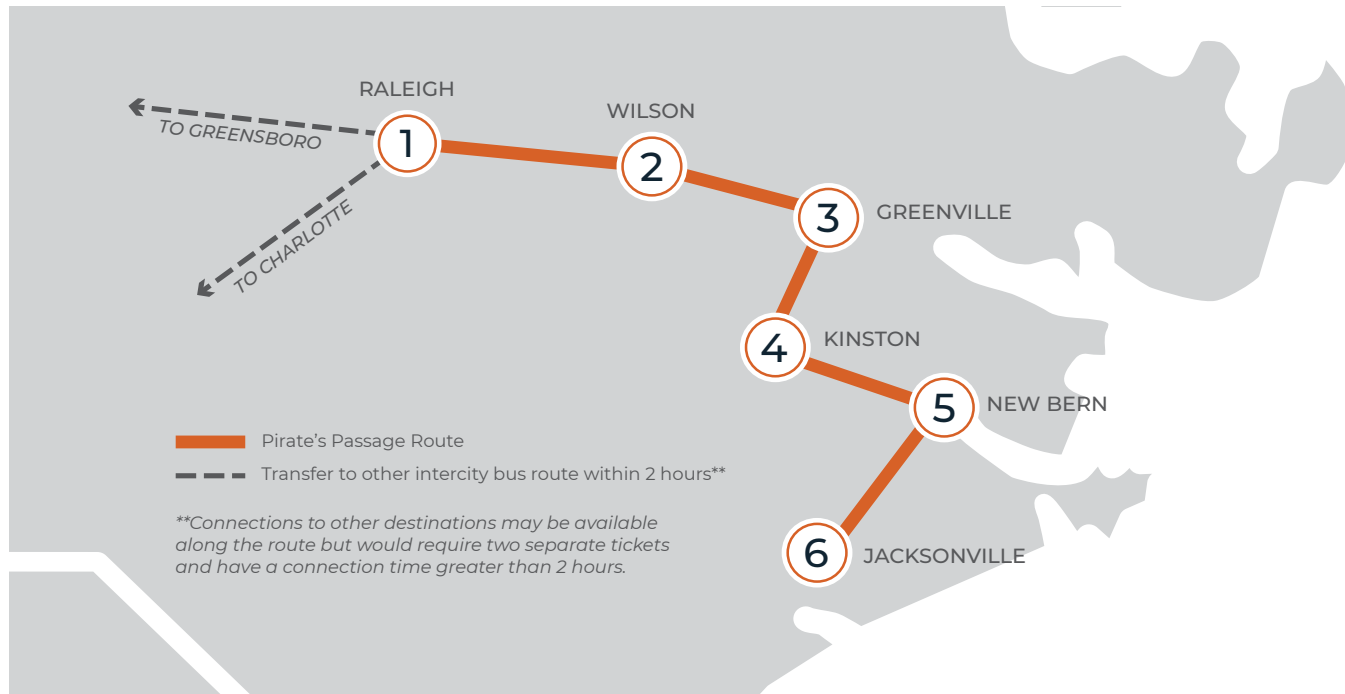 RALEIGH
WILSON
TO GREENSBORO
1
2
3
GREENVILLE
TO CHARLOTTE
4
KINSTON
5
NEW BERN
Pirate's Passage Route
Transfer to other intercity bus route within 2 hours**
**Connections to other destinations may be available
along the route but would require two separate tickets
and have a connection time greater than 2 hours.
6
JACKSONVILLE